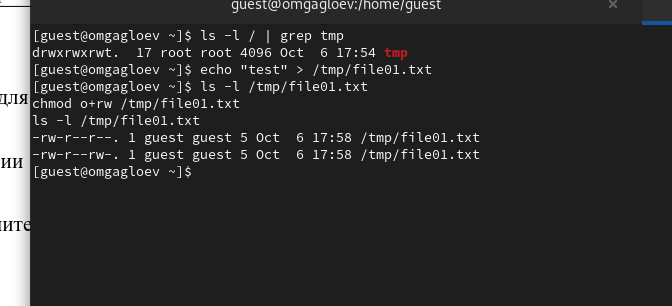 guest@omgagloev:/home/guest
[guest@omgagloev ~]$ ls -l / | grep tmp
drwxrwxrwt.  17 root root 4096 Oct  6 17:54 tmp
[guest@omgagloev ~]$ echo "test" > /tmp/file01.txt
[guest@omgagloev ~]$ ls -l /tmp/file01.txt
для
chmod o+rw /tmp/file01.txt
ls -l /tmp/file01.txt
-rw-r--r--. 1 guest guest 5 Oct  6 17:58 /tmp/file01.txt
-rw-r--rw-. 1 guest guest 5 Oct  6 17:58 /tmp/file01.txt
ии
[guest@omgagloev ~]$